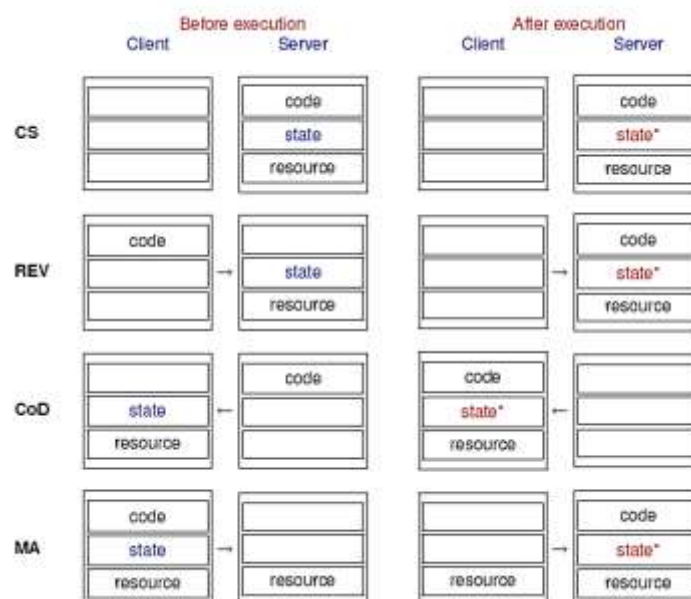 Before execution After execution
Client Server Client Server
code code
CS state state*
resource resource
code code
REV → state → state*
resource resource
code code
CoD state ← state* ←
resource resource
code code
MA state → → state*
resource resource resource resource